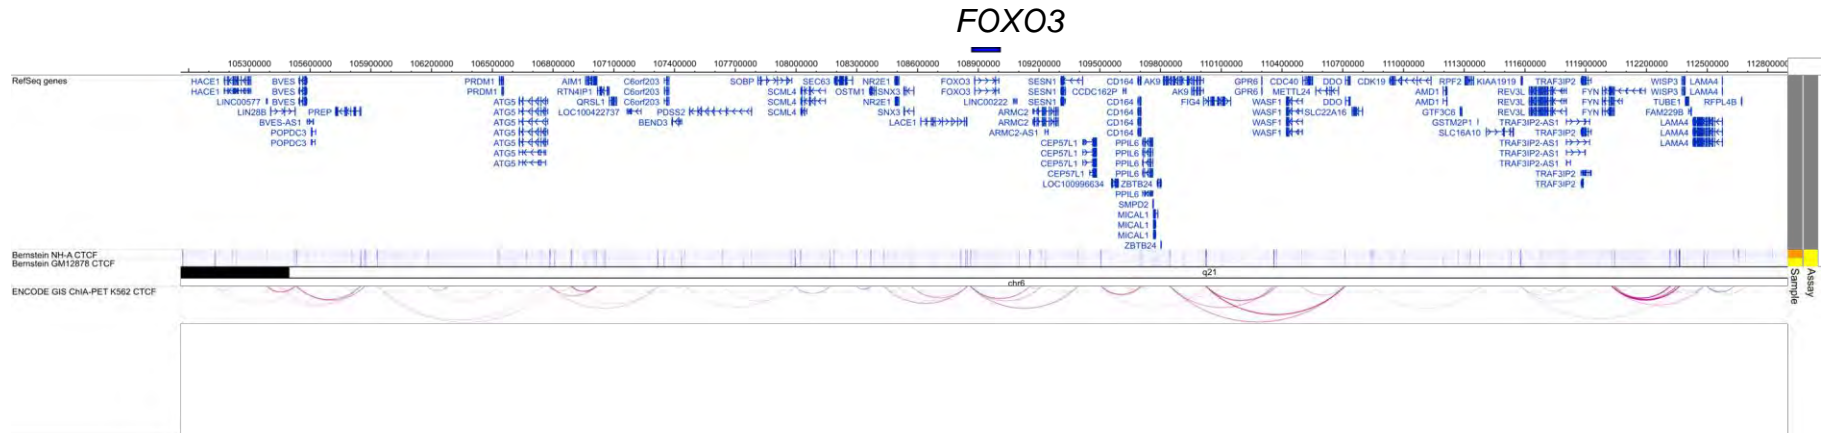 FOXO3
105300000 105600000 105900000 106200000 106500000 106800000 107100000 107400000 107700000 108000000 108300000 108600000 108900000 109200000 109500000 109800000 110100000 110400000 110700000 111000000 111300000 111600000 111900000 112200000 112500000 112800000
RefSeq genes HACE1 BVES PRDM1 AIM1 C6orf203 SOBP SEC63 NR2E1 FOXO3 SESN1 CD164 AK9 GPR6 CDC40 DDO CDK19 RPF2 KIAA1919 TRAF3IP2 WISP3 LAMA4
HACE1 BVES PRDM1 RTN4IP1 C6orf203 SCML4 OSTM1 SNX3 FOXO3 SESN1 CCDC162P AK9 GPR6 METTL24 AMD1 REV3L FYN WISP3 LAMA4
LINC00577 BVES ATG5 QRSL1 C6orf203 SCML4 NR2E1 LINC00222 SESN1 CD164 FIG4 WASF1 DDO AMD1 REV3L FYN TUBE1 RFPL4B
LIN28B PREP ATG5 LOC100422737 PDSS2 SCML4 SNX3 ARMC2 CD164 WASF1 SLC22A16 GTF3C6 REV3L FYN FAM229B
BVES-AS1 ATG5 BEND3 LACE1 ARMC2 CD164 WASF1 GSTM2P1 TRAF3IP2-AS1 LAMA4
POPDC3 ATG5 ARMC2-AS1 CD164 WASF1 SLC16A10 TRAF3IP2 LAMA4
POPDC3 ATG5 CEP57L1 PPIL6 TRAF3IP2-AS1 LAMA4
ATG5 CEP57L1 PPIL6 TRAF3IP2-AS1
ATG5 CEP57L1 PPIL6 TRAF3IP2-AS1
CEP57L1 PPIL6 TRAF3IP2
LOC100996634 ZBTB24 TRAF3IP2
PPIL6
SMPD2
MICAL1
MICAL1
MICAL1
ZBTB24
Bernstein NH-A CTCF
Bernstein GM12878 CTCF
q21
chr6
ENCODE GIS ChIA-PET K562 CTCF
Sample
Assay